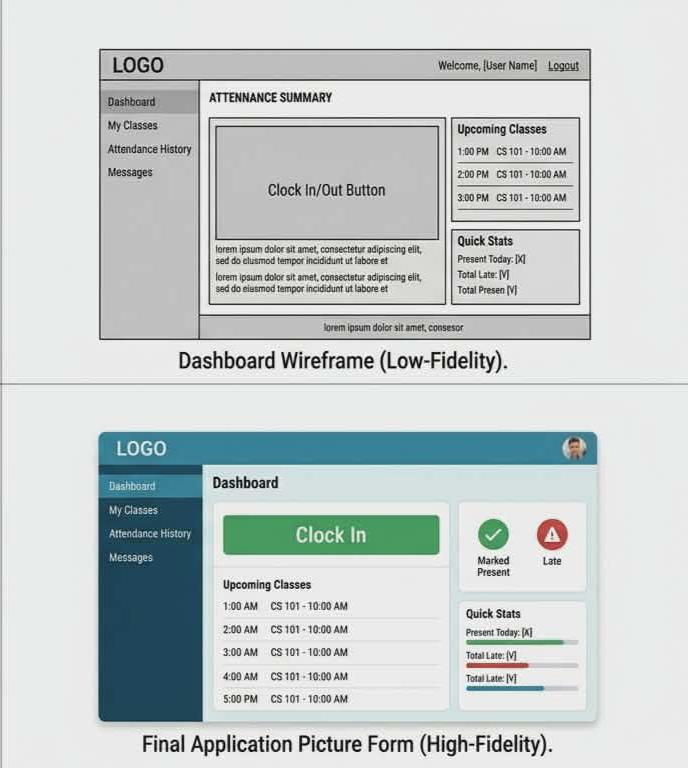 LOGO
Welcome, [User Name] Logout
Dashboard
My Classes
Attendance History
Messages
ATTENNANCE SUMMARY
Clock In/Out Button
lorem ipsum dolor sit amet, consectetur adipiscing elit,
sed do elusmod tempor incididunt ut labore et
lorem ipsum dolor sit amet, consectetur adipiscing elit,
sed do eiasmod tempor incididunt ut labore et
Upcoming Classes
1:00 PM CS 101 - 10:00 AM
2:00 PM CS 101 - 10:00 AM
3:00 PM CS 101 - 10:00 AM
Quick Stats
Present Today: [X]
Total Late: [V]
Total Presen [V]
lorem ipsum dolor sit amet, consesor
Dashboard Wireframe (Low-Fidelity).
LOGO
Dashboard
My Classes
Attendance History
Messages
Dashboard
Clock In
Upcoming Classes
1:00 AM CS 101 - 10:00 AM
2:00 AM CS 101 - 10:00 AM
3:00 AM CS 101 - 10:00 AM
4:00 AM CS 101 - 10:00 AM
5:00 PM CS 101 - 10:00 AM
Marked
Present
Late
Quick Stats
Present Today: [X]
Total Late: [V]
Total Late: [V]
Final Application Picture Form (High-Fidelity).